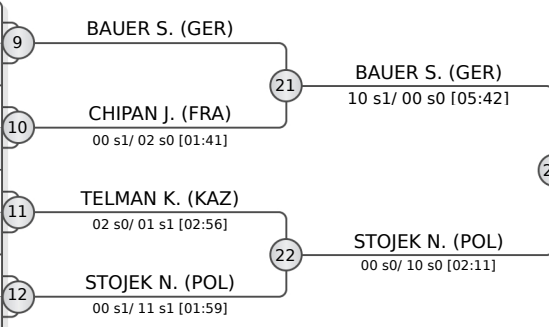 BAUER S. (GER)
9
21
BAUER S. (GER)
10 s1/ 00 s0 [05:42]
CHIPAN J. (FRA)
10
00 s1/ 02 s0 [01:41]
TELMAN K. (KAZ)
11
02 s0/ 01 s1 [02:56]
22
STOJEK N. (POL)
00 s0/ 10 s0 [02:11]
STOJEK N. (POL)
12
00 s1/ 11 s1 [01:59]